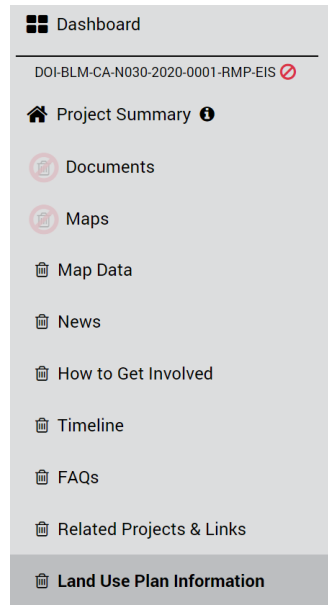 Dashboard
DOI-BLM-CA-N030-2020-0001-RMP-EIS
Project Summary
Documents
Maps
Map Data
News
How to Get Involved
Timeline
FAQs
Related Projects & Links
Land Use Plan Information